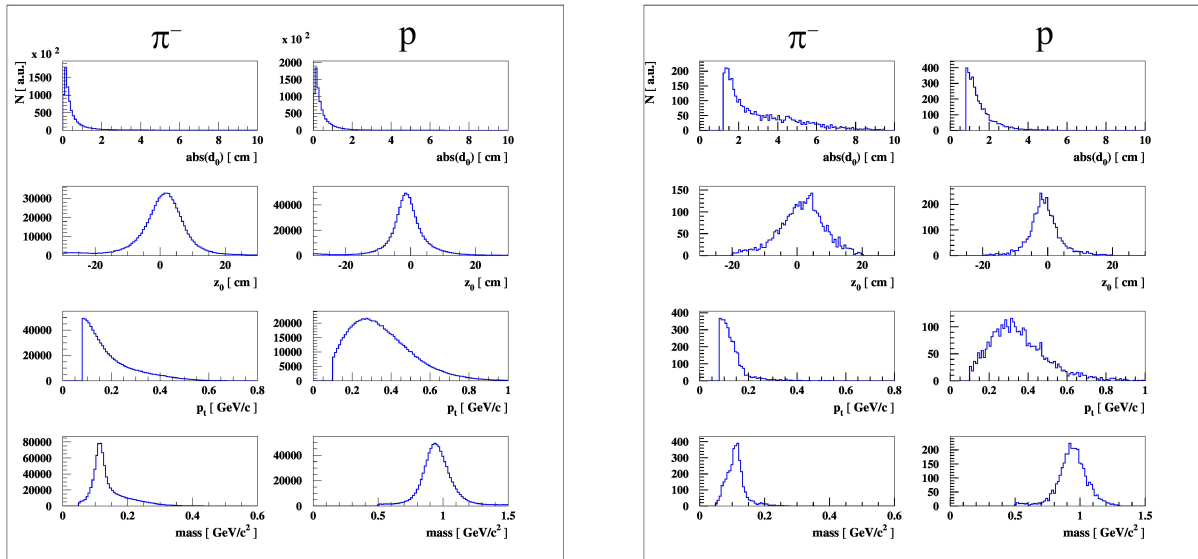 π⁻ p π⁻ p
x 10² x 10²
N [ a.u.] N [ a.u.]
1500 1000 500 0
2000 1500 1000 500 0
200 150 100 50 0
400 300 200 100 0
0 2 4 6 8 10 0 2 4 6 8 10 0 2 4 6 8 10 0 2 4 6 8 10
abs(d₀) [ cm ] abs(d₀) [ cm ] abs(d₀) [ cm ] abs(d₀) [ cm ]
30000 20000 10000 0
40000 20000 0
150 100 50 0
200 100 0
-20 0 20 -20 0 20 -20 0 20 -20 0 20
z₀ [ cm ] z₀ [ cm ] z₀ [ cm ] z₀ [ cm ]
40000 20000 0
20000 15000 10000 5000 0
400 300 200 100 0
100 50 0
0 0.2 0.4 0.6 0.8 0 0.2 0.4 0.6 0.8 1 0 0.2 0.4 0.6 0.8 0 0.2 0.4 0.6 0.8 1
pₜ [ GeV/c ] pₜ [ GeV/c ] pₜ [ GeV/c ] pₜ [ GeV/c ]
80000 60000 40000 20000 0
40000 20000 0
400 300 200 100 0
250 200 150 100 50 0
0 0.2 0.4 0.6 0 0.5 1 1.5 0 0.2 0.4 0.6 0 0.5 1 1.5
mass [ GeV/c² ] mass [ GeV/c² ] mass [ GeV/c² ] mass [ GeV/c² ]